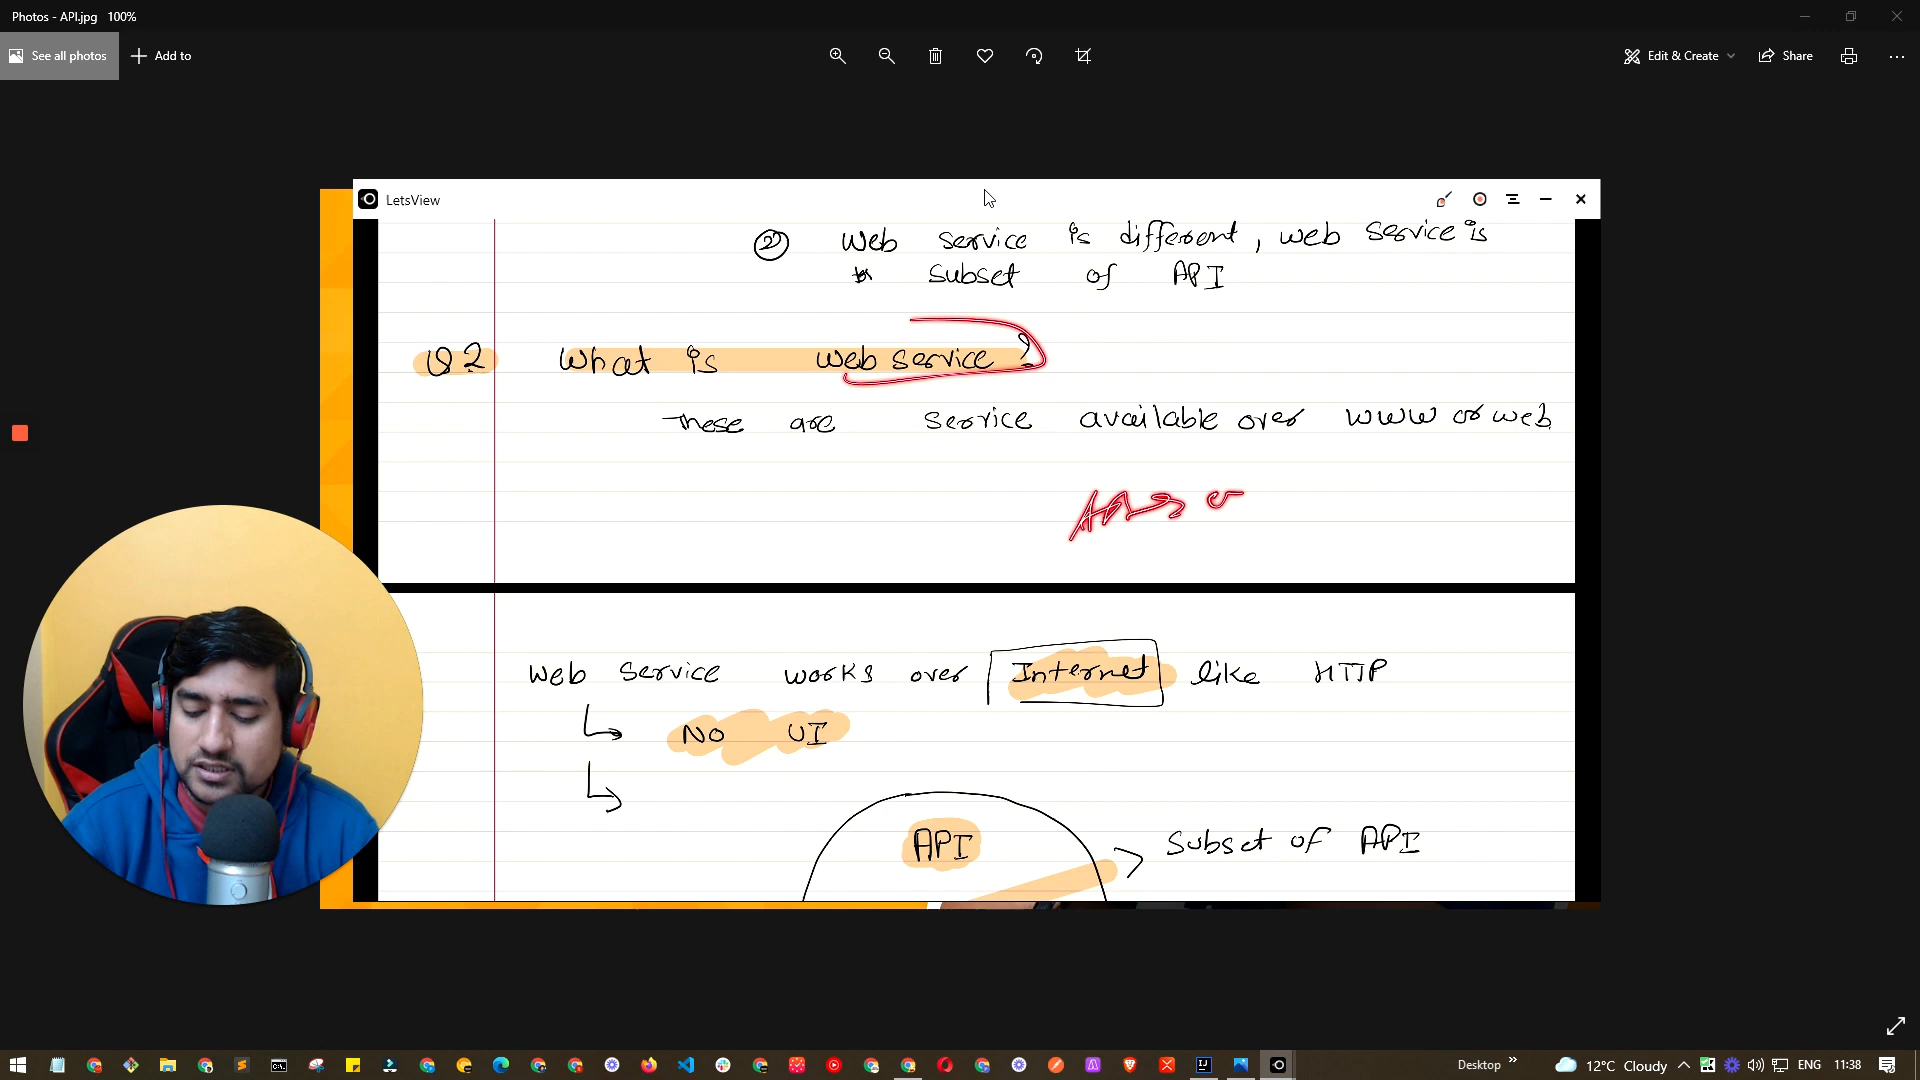 Photos - API.jpg 100%
See all photos
Add to
Edit & Create
Share
LetsView
② Web service is different, web service is
subset of API
Q2 What is web service?
These are service available over WWW or web
Web service works over Internet like HTTP
No UI
API
Subset of API
Desktop
12°C Cloudy
ENG
11:38